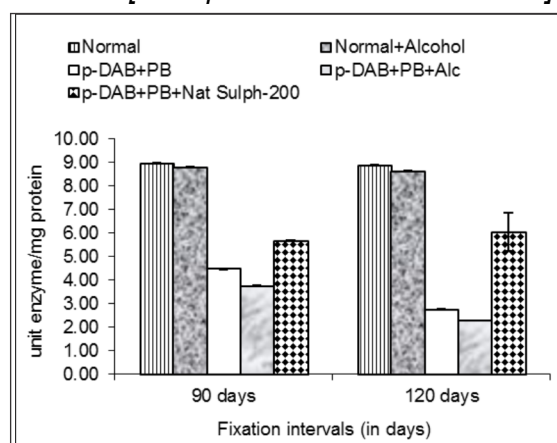 Normal
Normal+Alcohol
p-DAB+PB
p-DAB+PB+Alc
p-DAB+PB+Nat Sulph-200
unit enzyme/mg protein
10.00
9.00
8.00
7.00
6.00
5.00
4.00
3.00
2.00
1.00
0.00
90 days
120 days
Fixation intervals (in days)